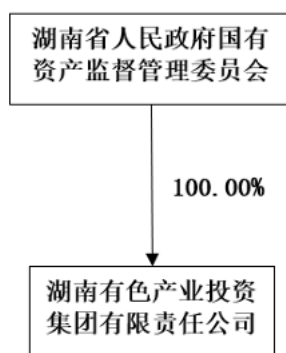 湖南省人民政府国有
资产监督管理委员会
100.00%
湖南有色产业投资
集团有限责任公司